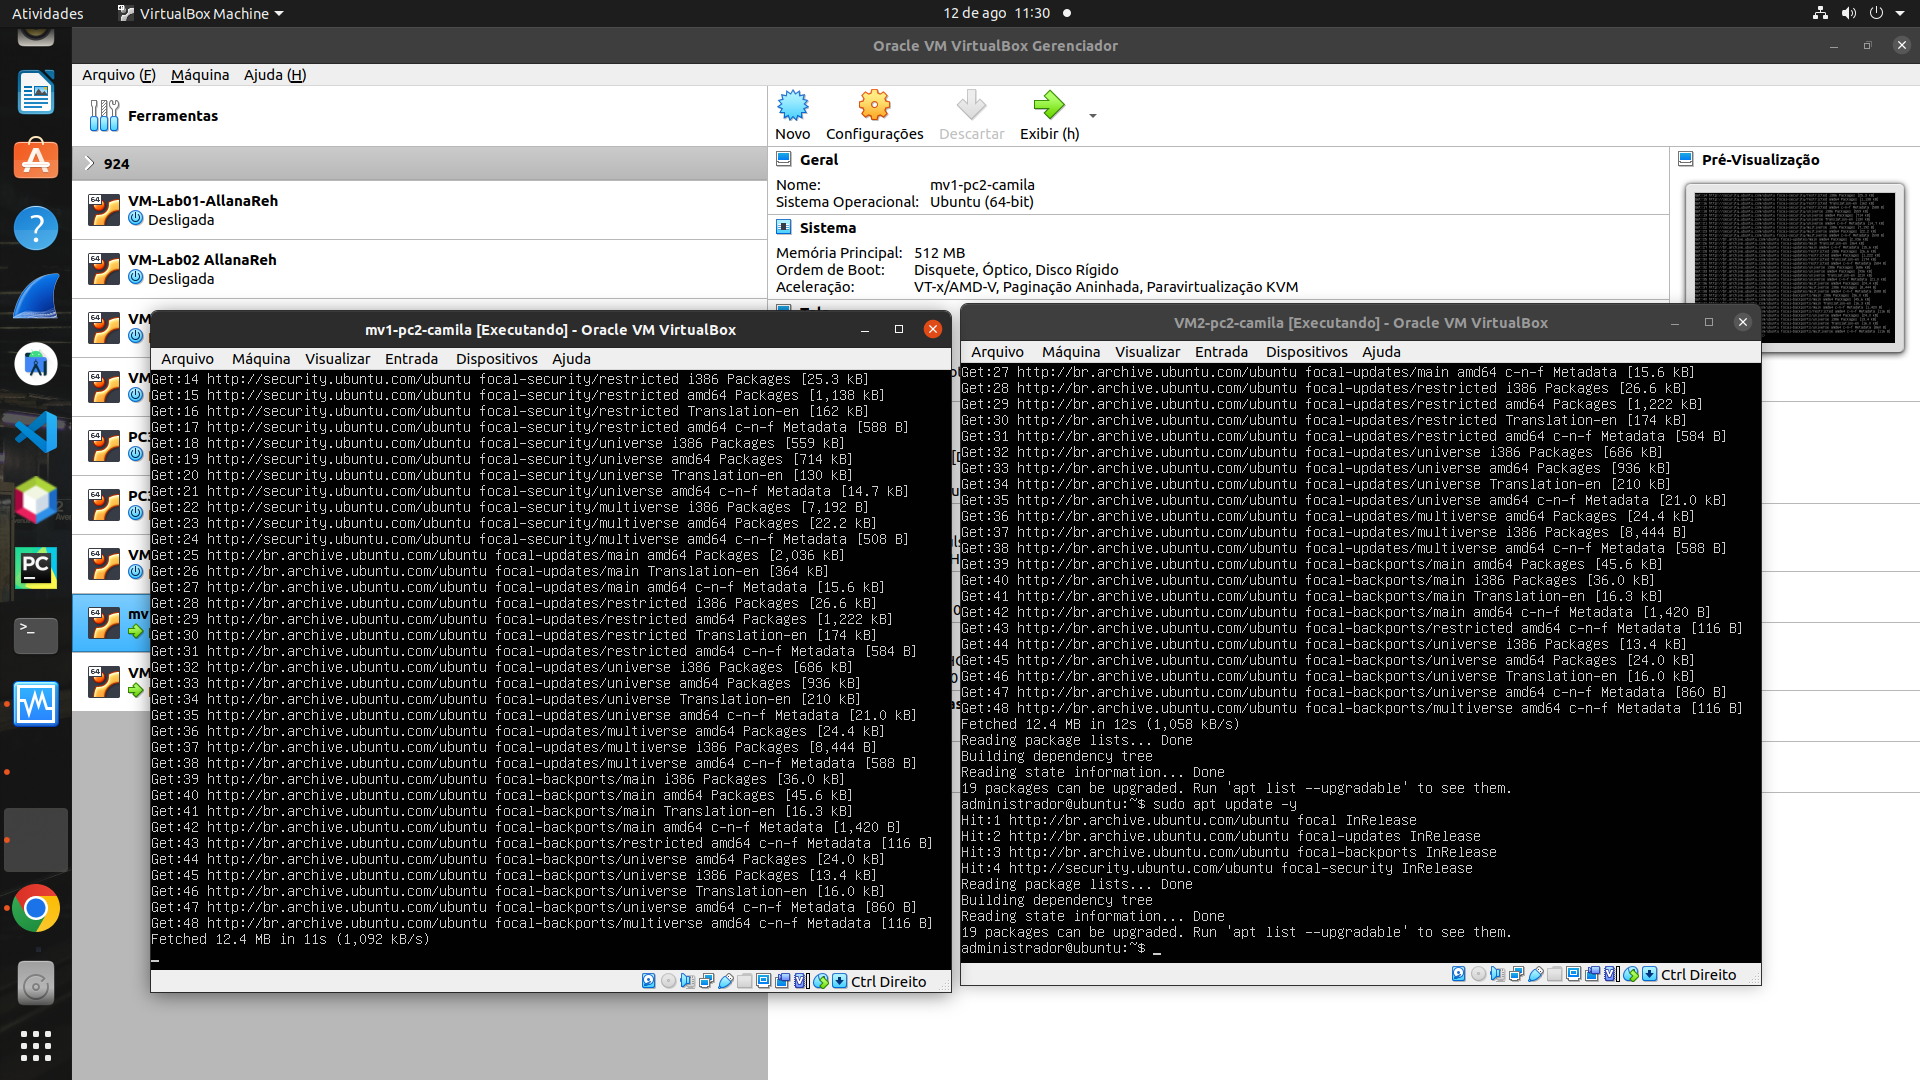 Atividades
VirtualBox Machine
12 de ago 11:30
Oracle VM VirtualBox Gerenciador
Arquivo (F) Máquina Ajuda (H)
Ferramentas
924
VM-Lab01-AllanaReh
Desligada
VM-Lab02 AllanaReh
Desligada
VM
VM
PC
PC
VM
mv
VM
Novo Configurações Descartar Exibir (h)
Geral
Nome: mv1-pc2-camila
Sistema Operacional: Ubuntu (64-bit)
Sistema
Memória Principal: 512 MB
Ordem de Boot: Disquete, Óptico, Disco Rígido
Aceleração: VT-x/AMD-V, Paginação Aninhada, Paravirtualização KVM
Pré-Visualização
mv1-pc2-camila [Executando] - Oracle VM VirtualBox
Arquivo Máquina Visualizar Entrada Dispositivos Ajuda
Get:14 http://security.ubuntu.com/ubuntu focal-security/restricted i386 Packages [25.3 kB]
Get:15 http://security.ubuntu.com/ubuntu focal-security/restricted amd64 Packages [1,138 kB]
Get:16 http://security.ubuntu.com/ubuntu focal-security/restricted Translation-en [162 kB]
Get:17 http://security.ubuntu.com/ubuntu focal-security/restricted amd64 c-n-f Metadata [588 B]
Get:18 http://security.ubuntu.com/ubuntu focal-security/universe i386 Packages [559 kB]
Get:19 http://security.ubuntu.com/ubuntu focal-security/universe amd64 Packages [714 kB]
Get:20 http://security.ubuntu.com/ubuntu focal-security/universe Translation-en [130 kB]
Get:21 http://security.ubuntu.com/ubuntu focal-security/universe amd64 c-n-f Metadata [14.7 kB]
Get:22 http://security.ubuntu.com/ubuntu focal-security/multiverse i386 Packages [7,192 B]
Get:23 http://security.ubuntu.com/ubuntu focal-security/multiverse amd64 Packages [22.2 kB]
Get:24 http://security.ubuntu.com/ubuntu focal-security/multiverse amd64 c-n-f Metadata [508 B]
Get:25 http://br.archive.ubuntu.com/ubuntu focal-updates/main amd64 Packages [2,036 kB]
Get:26 http://br.archive.ubuntu.com/ubuntu focal-updates/main Translation-en [364 kB]
Get:27 http://br.archive.ubuntu.com/ubuntu focal-updates/main amd64 c-n-f Metadata [15.6 kB]
Get:28 http://br.archive.ubuntu.com/ubuntu focal-updates/restricted i386 Packages [26.6 kB]
Get:29 http://br.archive.ubuntu.com/ubuntu focal-updates/restricted amd64 Packages [1,222 kB]
Get:30 http://br.archive.ubuntu.com/ubuntu focal-updates/restricted Translation-en [174 kB]
Get:31 http://br.archive.ubuntu.com/ubuntu focal-updates/restricted amd64 c-n-f Metadata [584 B]
Get:32 http://br.archive.ubuntu.com/ubuntu focal-updates/universe i386 Packages [686 kB]
Get:33 http://br.archive.ubuntu.com/ubuntu focal-updates/universe amd64 Packages [936 kB]
Get:34 http://br.archive.ubuntu.com/ubuntu focal-updates/universe Translation-en [210 kB]
Get:35 http://br.archive.ubuntu.com/ubuntu focal-updates/universe amd64 c-n-f Metadata [21.0 kB]
Get:36 http://br.archive.ubuntu.com/ubuntu focal-updates/multiverse amd64 Packages [24.4 kB]
Get:37 http://br.archive.ubuntu.com/ubuntu focal-updates/multiverse i386 Packages [8,444 B]
Get:38 http://br.archive.ubuntu.com/ubuntu focal-updates/multiverse amd64 c-n-f Metadata [588 B]
Get:39 http://br.archive.ubuntu.com/ubuntu focal-backports/main i386 Packages [36.0 kB]
Get:40 http://br.archive.ubuntu.com/ubuntu focal-backports/main amd64 Packages [45.6 kB]
Get:41 http://br.archive.ubuntu.com/ubuntu focal-backports/main Translation-en [16.3 kB]
Get:42 http://br.archive.ubuntu.com/ubuntu focal-backports/main amd64 c-n-f Metadata [1,420 B]
Get:43 http://br.archive.ubuntu.com/ubuntu focal-backports/restricted amd64 c-n-f Metadata [116 B]
Get:44 http://br.archive.ubuntu.com/ubuntu focal-backports/universe amd64 Packages [24.0 kB]
Get:45 http://br.archive.ubuntu.com/ubuntu focal-backports/universe i386 Packages [13.4 kB]
Get:46 http://br.archive.ubuntu.com/ubuntu focal-backports/universe Translation-en [16.0 kB]
Get:47 http://br.archive.ubuntu.com/ubuntu focal-backports/universe amd64 c-n-f Metadata [860 B]
Get:48 http://br.archive.ubuntu.com/ubuntu focal-backports/multiverse amd64 c-n-f Metadata [116 B]
Fetched 12.4 MB in 11s (1,092 kB/s)
_
Ctrl Direito
VM2-pc2-camila [Executando] - Oracle VM VirtualBox
Arquivo Máquina Visualizar Entrada Dispositivos Ajuda
Get:27 http://br.archive.ubuntu.com/ubuntu focal-updates/main amd64 c-n-f Metadata [15.6 kB]
Get:28 http://br.archive.ubuntu.com/ubuntu focal-updates/restricted i386 Packages [26.6 kB]
Get:29 http://br.archive.ubuntu.com/ubuntu focal-updates/restricted amd64 Packages [1,222 kB]
Get:30 http://br.archive.ubuntu.com/ubuntu focal-updates/restricted Translation-en [174 kB]
Get:31 http://br.archive.ubuntu.com/ubuntu focal-updates/restricted amd64 c-n-f Metadata [584 B]
Get:32 http://br.archive.ubuntu.com/ubuntu focal-updates/universe i386 Packages [686 kB]
Get:33 http://br.archive.ubuntu.com/ubuntu focal-updates/universe amd64 Packages [936 kB]
Get:34 http://br.archive.ubuntu.com/ubuntu focal-updates/universe Translation-en [210 kB]
Get:35 http://br.archive.ubuntu.com/ubuntu focal-updates/universe amd64 c-n-f Metadata [21.0 kB]
Get:36 http://br.archive.ubuntu.com/ubuntu focal-updates/multiverse amd64 Packages [24.4 kB]
Get:37 http://br.archive.ubuntu.com/ubuntu focal-updates/multiverse i386 Packages [8,444 B]
Get:38 http://br.archive.ubuntu.com/ubuntu focal-updates/multiverse amd64 c-n-f Metadata [588 B]
Get:39 http://br.archive.ubuntu.com/ubuntu focal-backports/main amd64 Packages [45.6 kB]
Get:40 http://br.archive.ubuntu.com/ubuntu focal-backports/main i386 Packages [36.0 kB]
Get:41 http://br.archive.ubuntu.com/ubuntu focal-backports/main Translation-en [16.3 kB]
Get:42 http://br.archive.ubuntu.com/ubuntu focal-backports/main amd64 c-n-f Metadata [1,420 B]
Get:43 http://br.archive.ubuntu.com/ubuntu focal-backports/restricted amd64 c-n-f Metadata [116 B]
Get:44 http://br.archive.ubuntu.com/ubuntu focal-backports/universe i386 Packages [13.4 kB]
Get:45 http://br.archive.ubuntu.com/ubuntu focal-backports/universe amd64 Packages [24.0 kB]
Get:46 http://br.archive.ubuntu.com/ubuntu focal-backports/universe Translation-en [16.0 kB]
Get:47 http://br.archive.ubuntu.com/ubuntu focal-backports/universe amd64 c-n-f Metadata [860 B]
Get:48 http://br.archive.ubuntu.com/ubuntu focal-backports/multiverse amd64 c-n-f Metadata [116 B]
Fetched 12.4 MB in 12s (1,058 kB/s)
Reading package lists... Done
Building dependency tree
Reading state information... Done
19 packages can be upgraded. Run 'apt list --upgradable' to see them.
administrador@ubuntu:~$ sudo apt update -y
Hit:1 http://br.archive.ubuntu.com/ubuntu focal InRelease
Hit:2 http://br.archive.ubuntu.com/ubuntu focal-updates InRelease
Hit:3 http://br.archive.ubuntu.com/ubuntu focal-backports InRelease
Hit:4 http://security.ubuntu.com/ubuntu focal-security InRelease
Reading package lists... Done
Building dependency tree
Reading state information... Done
19 packages can be upgraded. Run 'apt list --upgradable' to see them.
administrador@ubuntu:~$ _
Ctrl Direito